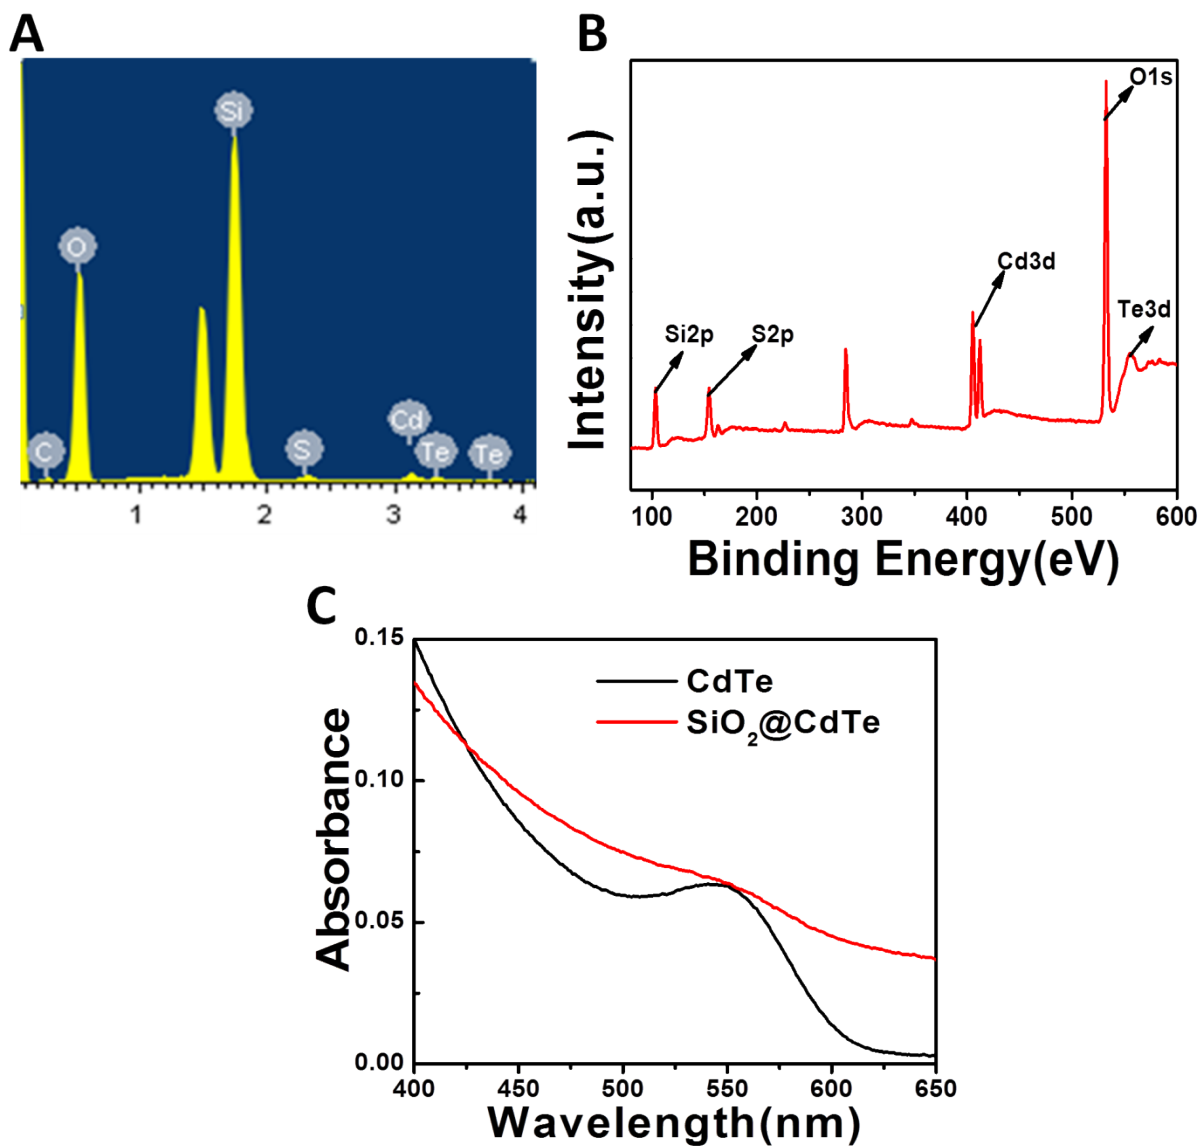 A
Si
O
C
S
Cd
Te
Te
1
2
3
4
B
Intensity(a.u.)
O1s
Cd3d
Te3d
Si2p
S2p
100
200
300
400
500
600
Binding Energy(eV)
C
Absorbance
0.15
0.10
0.05
0.00
CdTe
SiO₂@CdTe
400
450
500
550
600
650
Wavelength(nm)